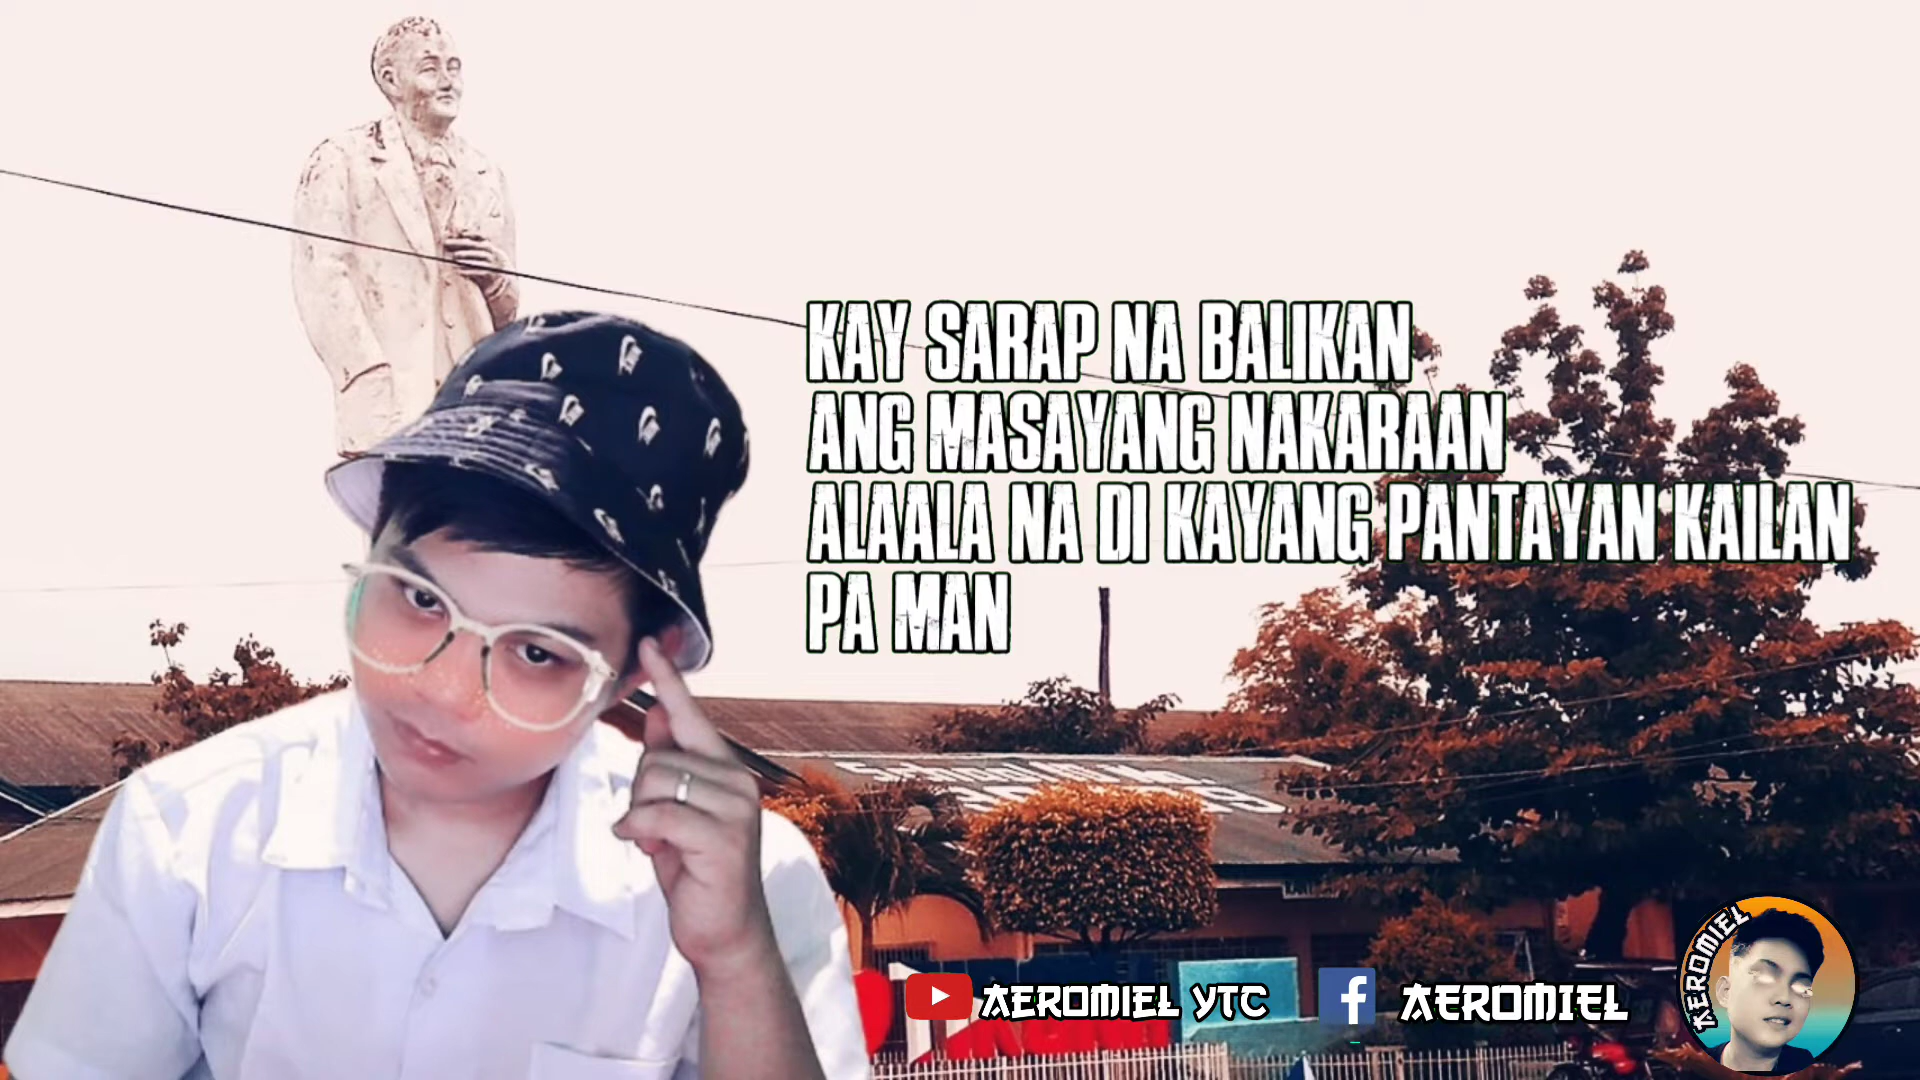 KAY SARAP NA BALIKAN
ANG MASAYANG NAKARAAN
ALAALA NA DI KAYANG PANTAYAN KAILAN
PA MAN
AEROMIEL YTC
AEROMIEL
AEROMIEL